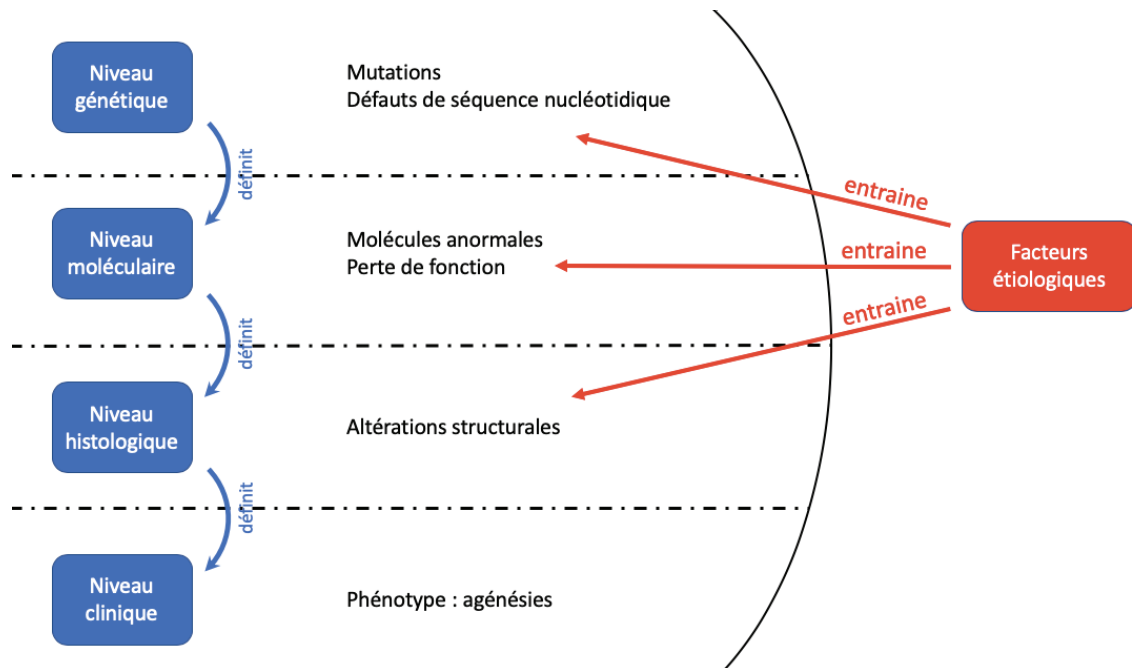 Niveau
génétique
Mutations
Défauts de séquence nucléotidique
définit
entraine
Niveau
moléculaire
Molécules anormales
Perte de fonction
entraine
Facteurs
étiologiques
définit
entraine
Niveau
histologique
Altérations structurales
définit
Niveau
clinique
Phénotype : agénésies